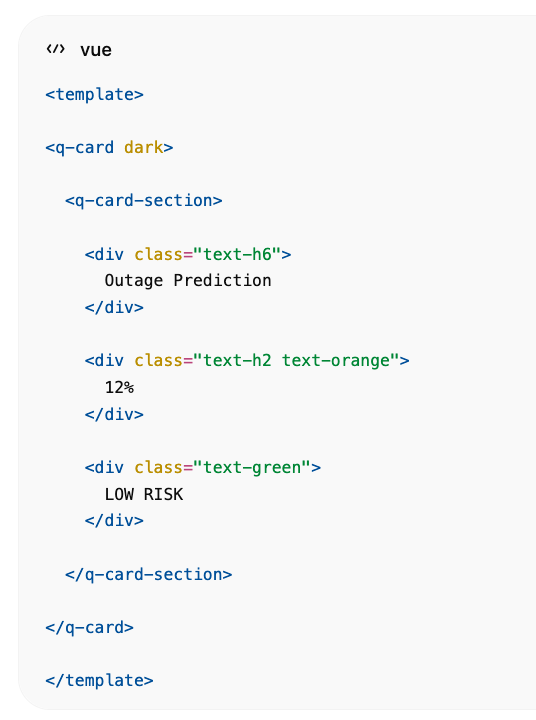 vue
<template>
<q-card dark>
<q-card-section>
<div class="text-h6">
Outage Prediction
</div>
<div class="text-h2 text-orange">
12%
</div>
<div class="text-green">
LOW RISK
</div>
</q-card-section>
</q-card>
</template>